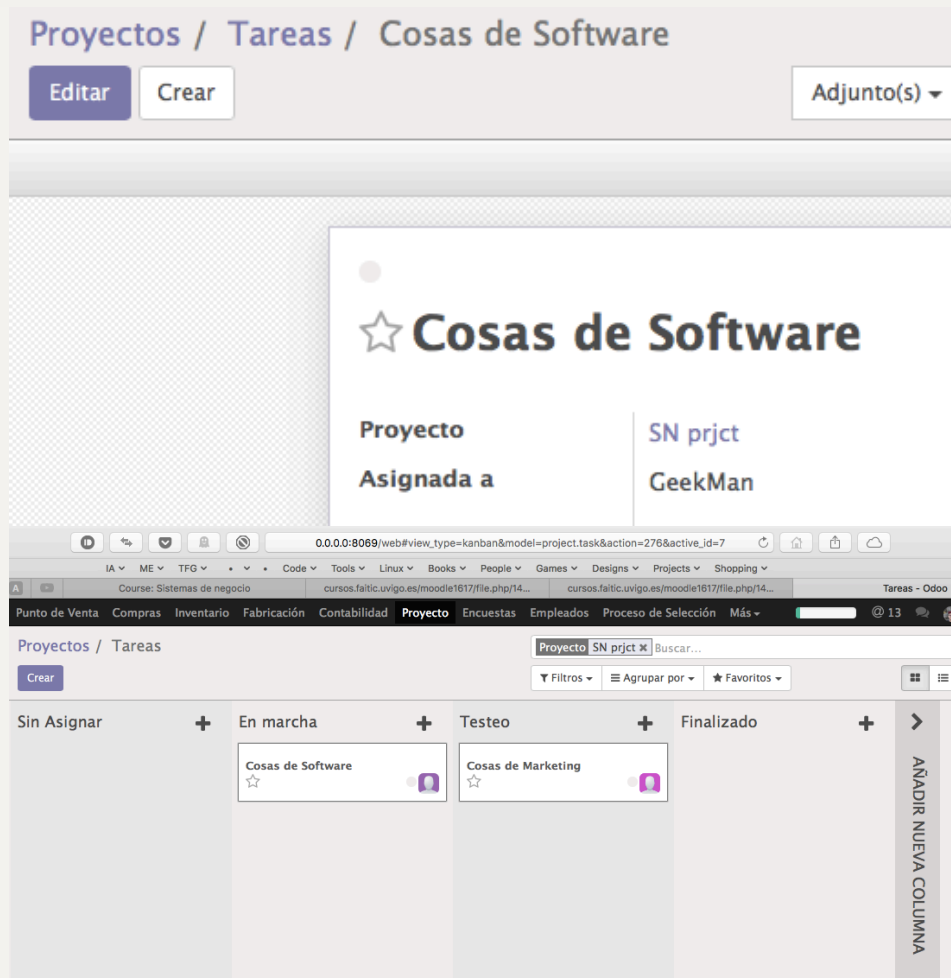 Proyectos / Tareas / Cosas de Software
Editar Crear Adjunto(s)
Cosas de Software
Proyecto SN prjct
Asignada a GeekMan
0.0.0.0:8069/web#view_type=kanban&model=project.task&action=276&active_id=7
IA ME TFG • • Code Tools Linux Books People Games Designs Projects Shopping
A Course: Sistemas de negocio cursos.faitic.uvigo.es/moodle1617/file.php/14... cursos.faitic.uvigo.es/moodle1617/file.php/14... Tareas - Odoo
Punto de Venta Compras Inventario Fabricación Contabilidad Proyecto Encuestas Empleados Proceso de Selección Más @ 13
Proyectos / Tareas Proyecto SN prjct × Buscar...
Crear Filtros Agrupar por Favoritos
Sin Asignar + En marcha + Testeo + Finalizado +
Cosas de Software Cosas de Marketing
AÑADIR NUEVA COLUMNA